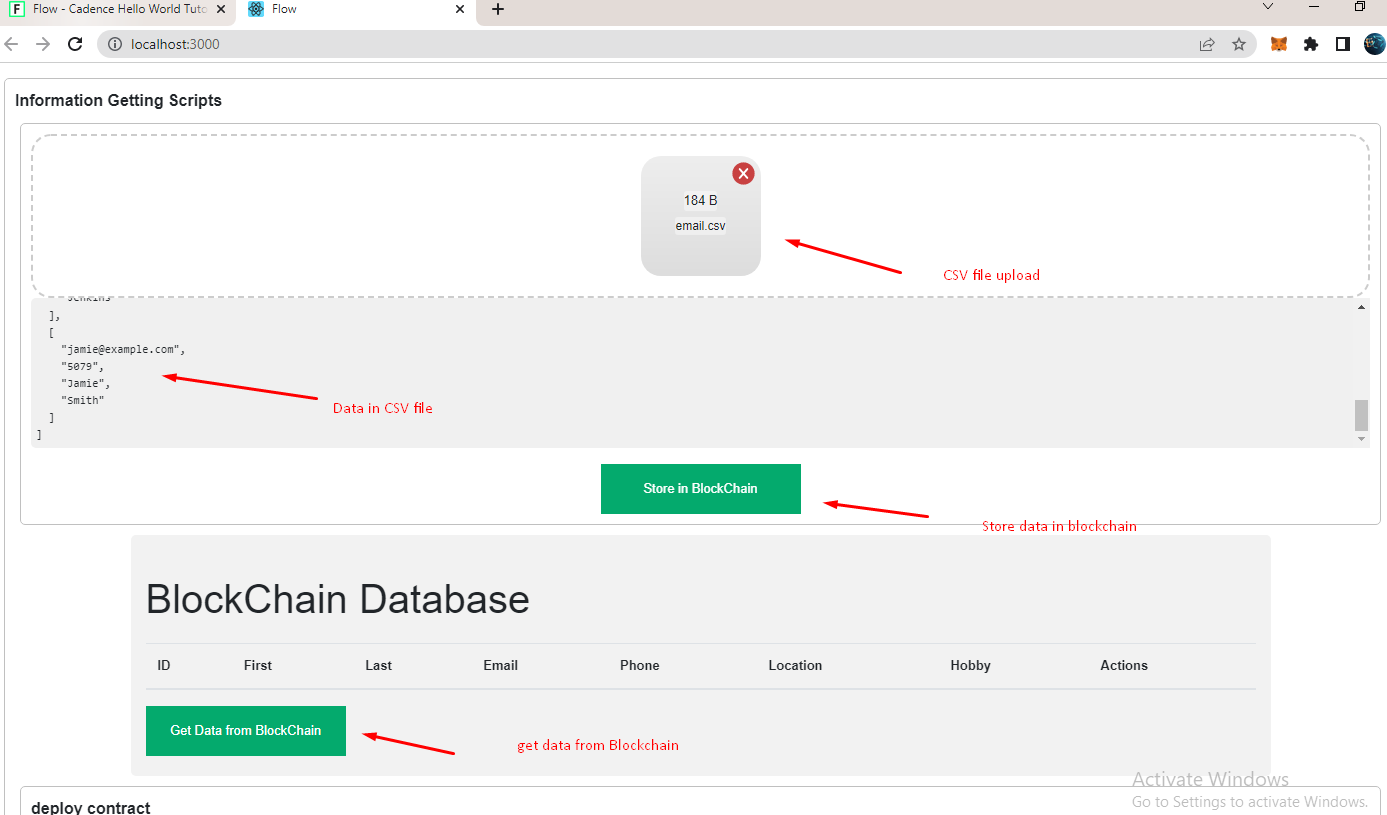 Flow - Cadence Hello World Tuto
Flow
localhost:3000
Information Getting Scripts
184 B
email.csv
CSV file upload
"Jenkins"
],
[
"jamie@example.com",
"5079",
"Jamie",
"Smith"
]
]
Data in CSV file
Store in BlockChain
Store data in blockchain
BlockChain Database
ID First Last Email Phone Location Hobby Actions
Get Data from BlockChain
get data from Blockchain
Activate Windows
Go to Settings to activate Windows.
deploy contract